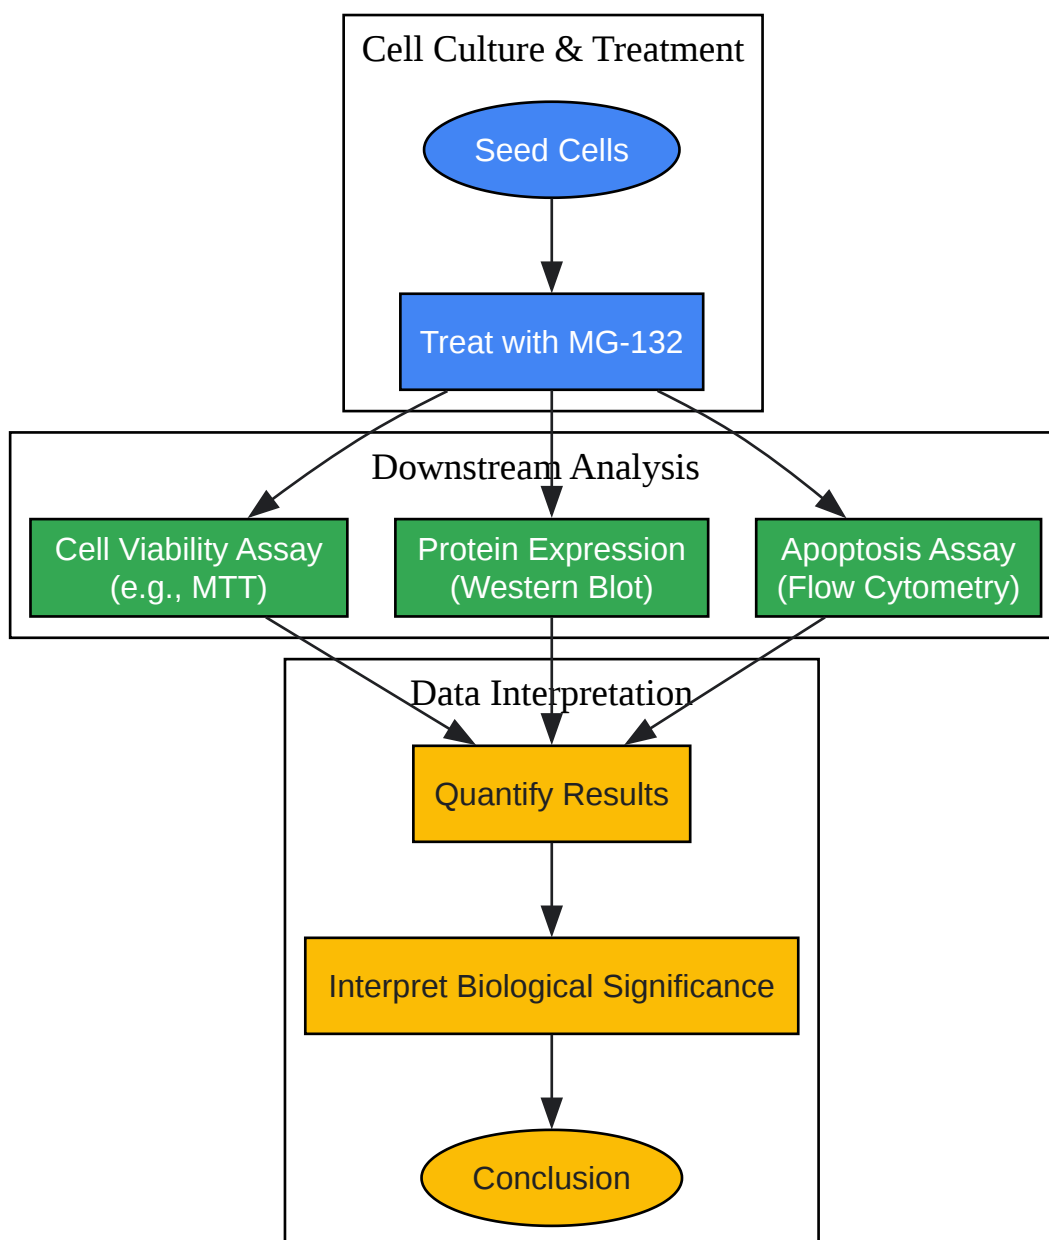 Cell Culture & Treatment
Seed Cells
Treat with MG-132
Downstream Analysis
Cell Viability Assay
(e.g., MTT)
Protein Expression
(Western Blot)
Apoptosis Assay
(Flow Cytometry)
Data Interpretation
Quantify Results
Interpret Biological Significance
Conclusion